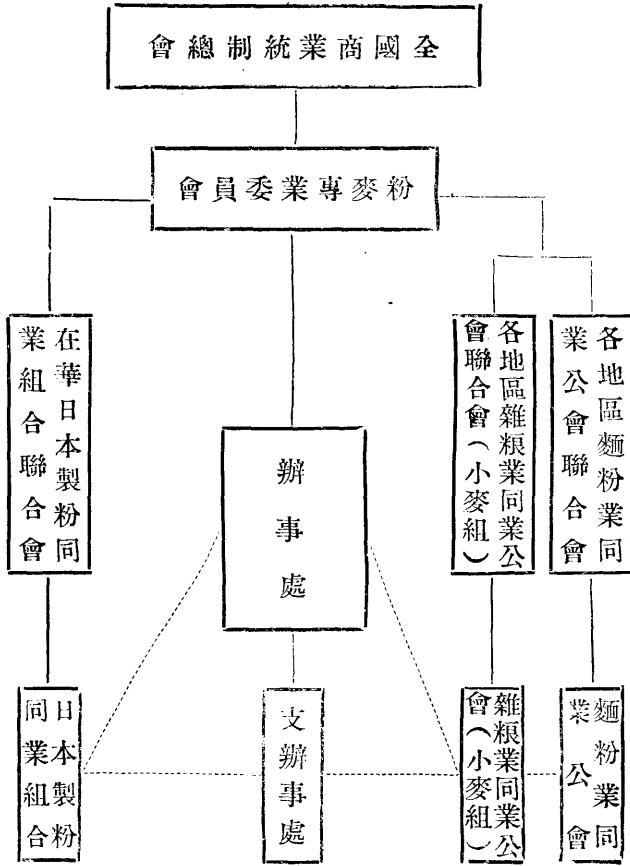 全國商業統制總會
粉麥專業委員會
各地區麵粉業同
業公會聯合會
各地區雜粮業同業公
會聯合會（小麥組）
辦事處
在華日本製粉同
業組合聯合會
麵粉業同
業公會
雜粮業同業公
會（小麥組）
支辦事處
日本製粉
同業組合